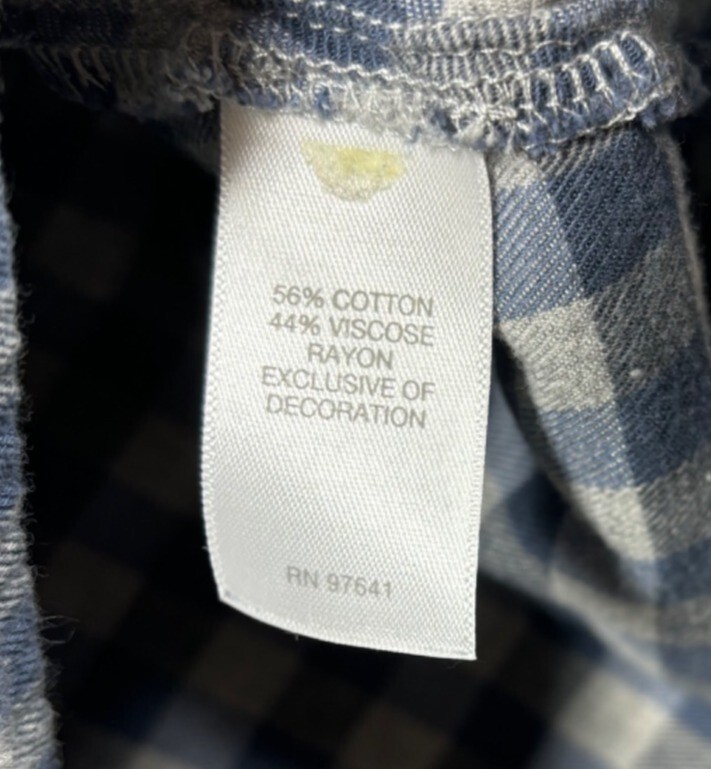 56% COTTON
44% VISCOSE
RAYON
EXCLUSIVE OF
DECORATION
RN 97641